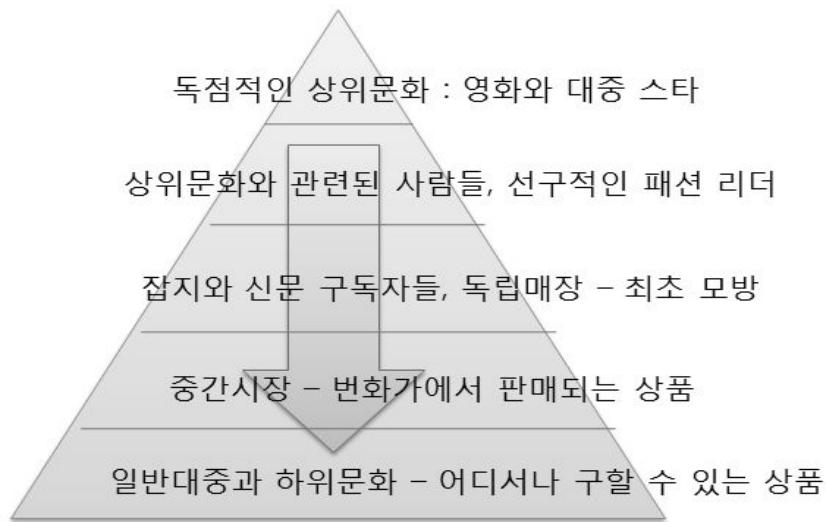 독점적인 상위문화 : 영화와 대중 스타
상위문화와 관련된 사람들, 선구적인 패션 리더
잡지와 신문 구독자들, 독립매장 – 최초 모방
중간시장 – 번화가에서 판매되는 상품
일반대중과 하위문화 – 어디서나 구할 수 있는 상품